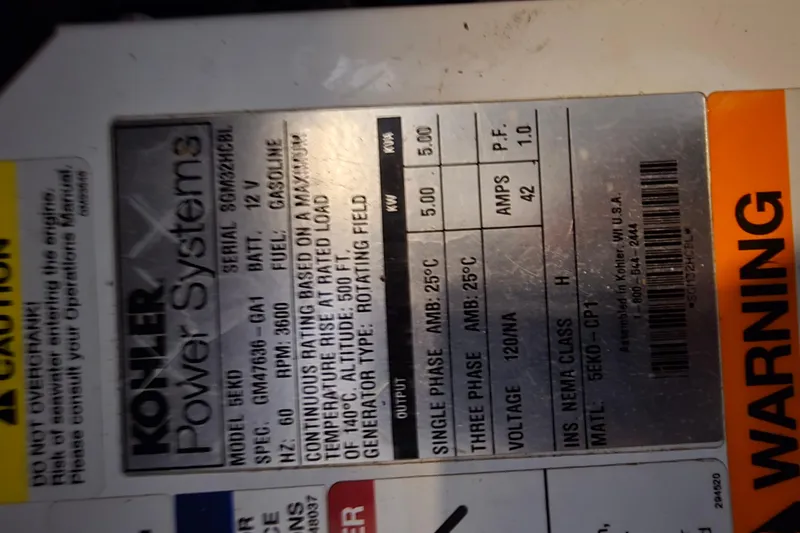 CAUTION
DO NOT OVERCRANK!
Risk of seawater entering the engine.
Please consult your Operations Manual.
KOHLER
Power Systems
MODEL 5EKD SERIAL SGM32HCBL
SPEC. GM47636-GA1 BATT. 12 V
HZ: 60 RPM: 3600 FUEL: GASOLINE
CONTINUOUS RATING BASED ON A MAXIMUM
TEMPERATURE RISE AT RATED LOAD
OF 140°C. ALTITUDE: 500 FT.
GENERATOR TYPE: ROTATING FIELD
OUTPUT KW KVA
SINGLE PHASE AMB: 25°C 5.00 5.00
THREE PHASE AMB: 25°C
VOLTAGE 120/NA AMPS 42 P.F. 1.0
INS NEMA CLASS H
MATL: 5EKD-CP1
Assembled in Kohler, WI U.S.A.
1-800-544-2444
*SGM32HCBL*
WARNING
294520
48037